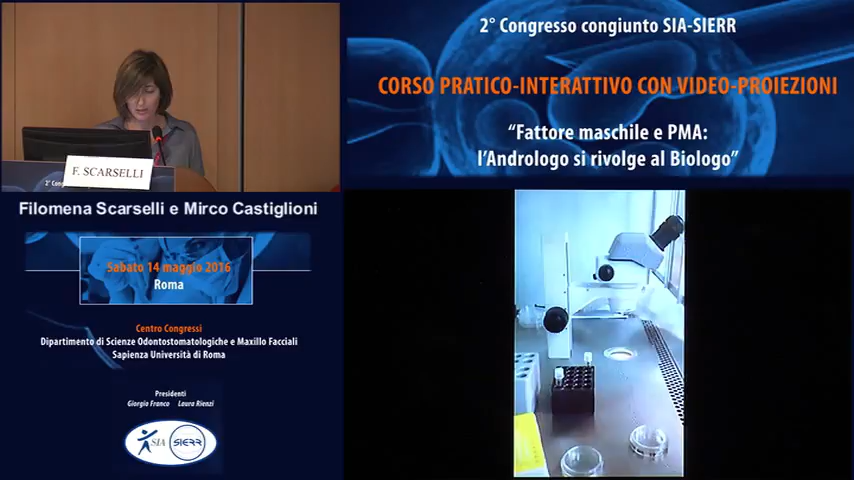 F. SCARSELLI
2° Cong
Filomena Scarselli e Mirco Castiglioni
Sabato 14 maggio 2016
Roma
Centro Congressi
Dipartimento di Scienze Odontostomatologiche e Maxillo Facciali
Sapienza Università di Roma
Presidenti
Giorgio Franco Laura Rienzi
SIA
SIERR
2° Congresso congiunto SIA-SIERR
CORSO PRATICO-INTERATTIVO CON VIDEO-PROIEZIONI
“Fattore maschile e PMA:
l’Andrologo si rivolge al Biologo”